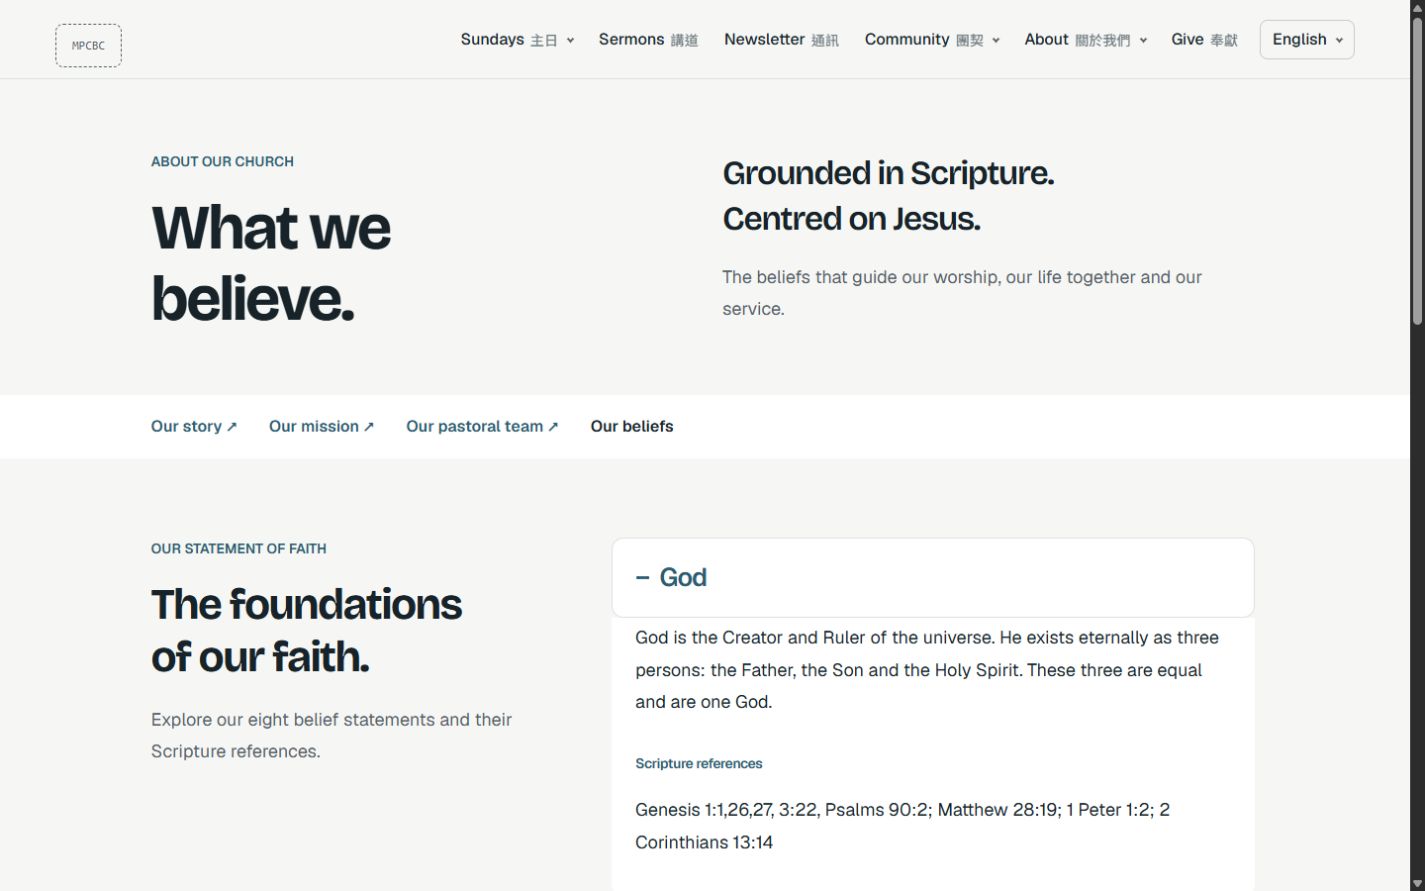 MPCBC
Sundays 主日
Sermons 講道
Newsletter 通訊
Community 團契
About 關於我們
Give 奉獻
English
ABOUT OUR CHURCH
What we
believe.
Grounded in Scripture.
Centred on Jesus.
The beliefs that guide our worship, our life together and our
service.
Our story ↗
Our mission ↗
Our pastoral team ↗
Our beliefs
OUR STATEMENT OF FAITH
The foundations
of our faith.
Explore our eight belief statements and their
Scripture references.
– God
God is the Creator and Ruler of the universe. He exists eternally as three
persons: the Father, the Son and the Holy Spirit. These three are equal
and are one God.
Scripture references
Genesis 1:1,26,27, 3:22, Psalms 90:2; Matthew 28:19; 1 Peter 1:2; 2
Corinthians 13:14